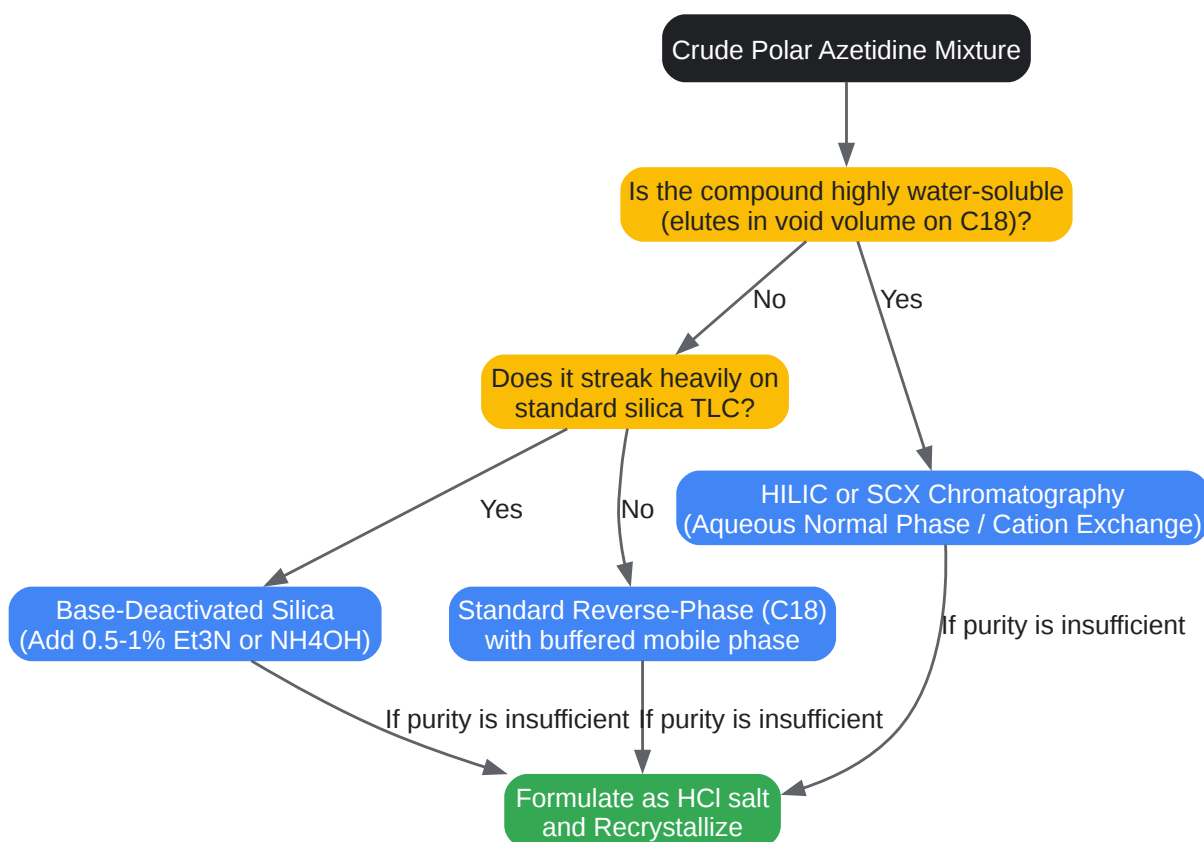 Crude Polar Azetidine Mixture
Is the compound highly water-soluble
(elutes in void volume on C18)?
No
Yes
Does it streak heavily on
standard silica TLC?
HILIC or SCX Chromatography
(Aqueous Normal Phase / Cation Exchange)
Yes
No
Base-Deactivated Silica
(Add 0.5-1% Et3N or NH4OH)
Standard Reverse-Phase (C18)
with buffered mobile phase
If purity is insufficient
If purity is insufficient
If purity is insufficient
Formulate as HCl salt
and Recrystallize